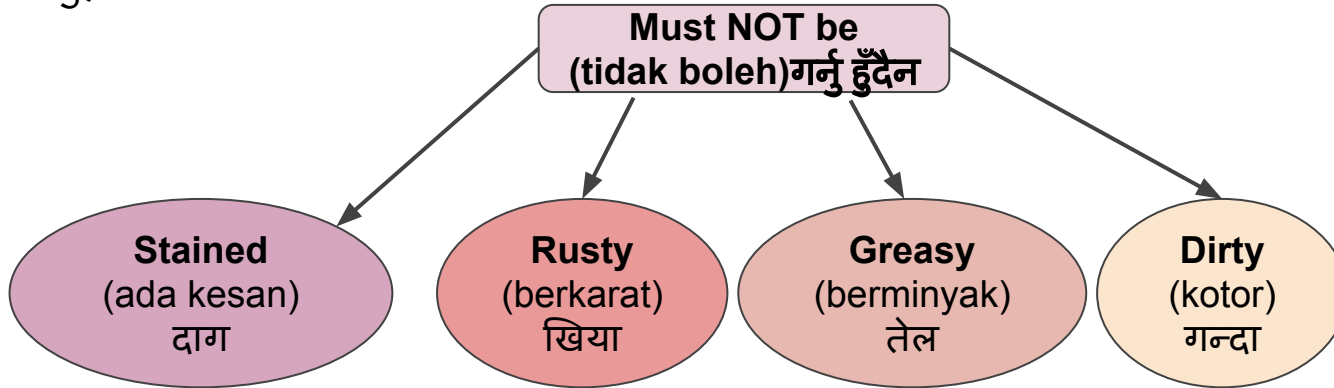 Must NOT be
(tidak boleh)गर्नु हुँदैन
Stained
(ada kesan)
दाग
Rusty
(berkarat)
खिया
Greasy
(berminyak)
तेल
Dirty
(kotor)
गन्दा